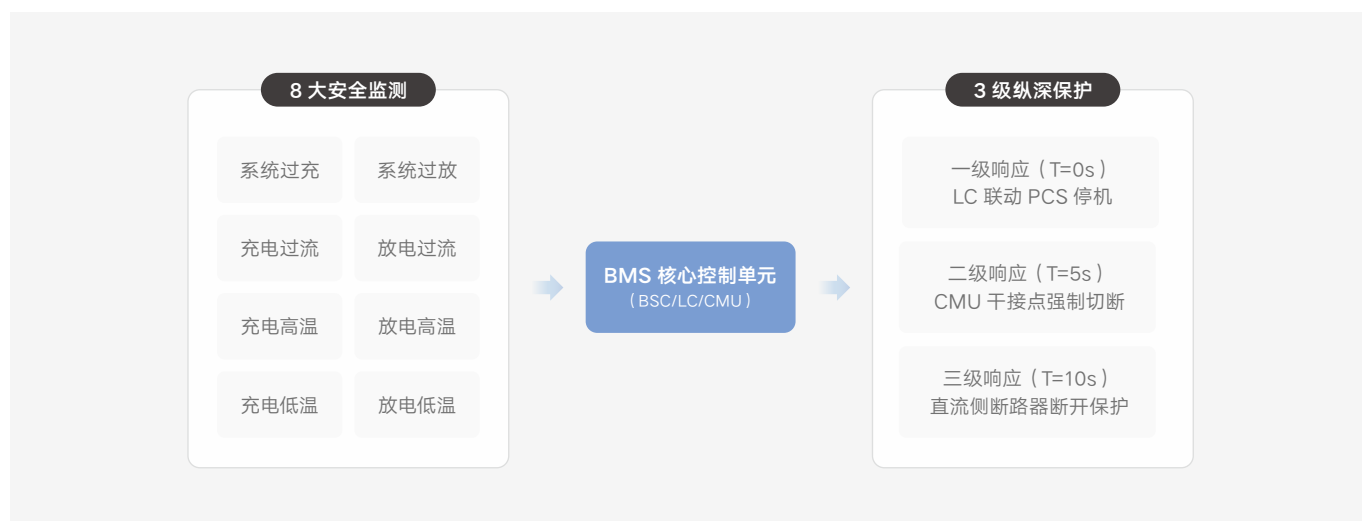 8 大安全监测
系统过充
系统过放
充电过流
放电过流
充电高温
放电高温
充电低温
放电低温
BMS 核心控制单元
（BSC/LC/CMU）
3 级纵深保护
一级响应（T=0s）
LC 联动 PCS 停机
二级响应（T=5s）
CMU 干接点强制切断
三级响应（T=10s）
直流侧断路器断开保护